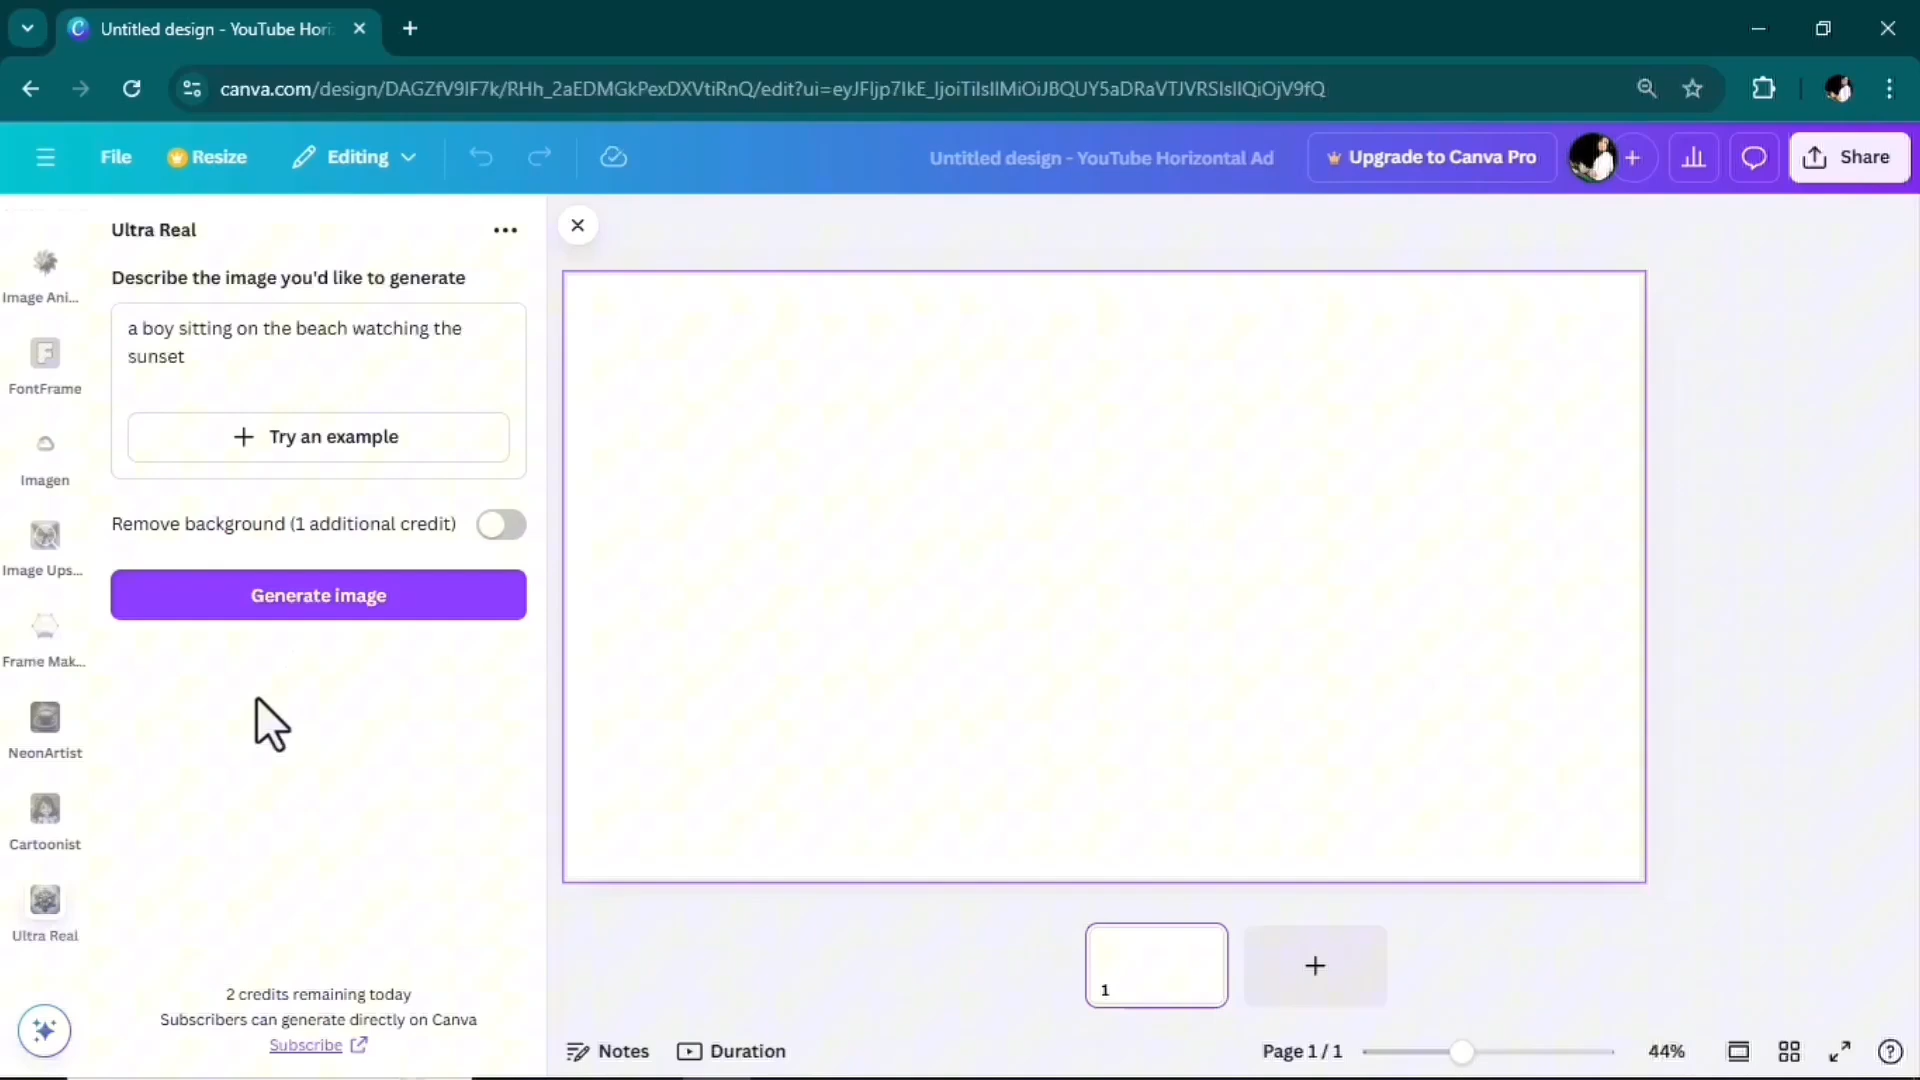 Untitled design - YouTube Hori
canva.com/design/DAGZfV9lF7k/RHh_2aEDMGkPexDXVtiRnQ/edit?ui=eyJFIjp7IkE_IjoiTiIsIlMiOiJBQUY5aDRaVTJVRSIsIlQiOjV9fQ
File
Resize
Editing
Untitled design - YouTube Horizontal Ad
Upgrade to Canva Pro
Share
Ultra Real
Describe the image you'd like to generate
a boy sitting on the beach watching the
sunset
Try an example
Remove background (1 additional credit)
Generate image
Image Ani...
FontFrame
Imagen
Image Ups...
Frame Mak...
NeonArtist
Cartoonist
Ultra Real
2 credits remaining today
Subscribers can generate directly on Canva
Subscribe
1
Notes
Duration
Page 1 / 1
44%